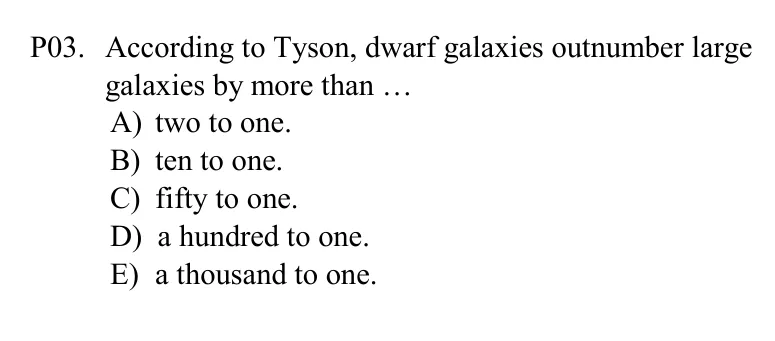 P03. According to Tyson, dwarf galaxies outnumber large
galaxies by more than …
A) two to one.
B) ten to one.
C) fifty to one.
D) a hundred to one.
E) a thousand to one.